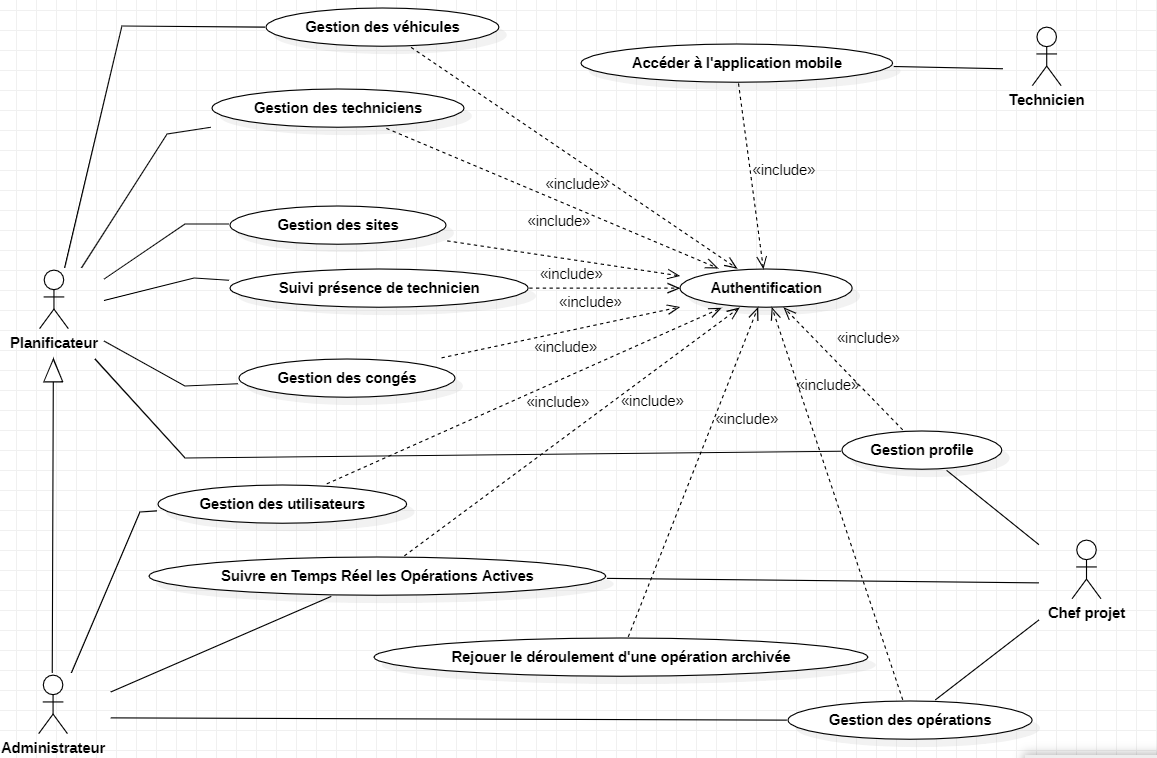 Gestion des véhicules
Accéder à l'application mobile
Technicien
Gestion des techniciens
«include»
«include»
«include»
Gestion des sites
«include»
Suivi présence de technicien
Authentification
«include»
Planificateur
«include»
«include»
Gestion des congés
«include»
«include»
«include»
«include»
Gestion profile
Gestion des utilisateurs
Suivre en Temps Réel les Opérations Actives
Chef projet
Rejouer le déroulement d'une opération archivée
Gestion des opérations
Administrateur